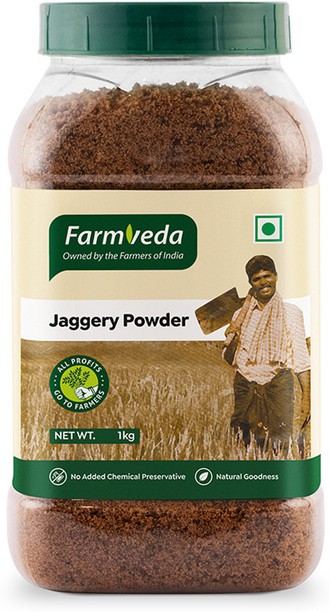 Farmveda
Owned by the Farmers of India
Jaggery Powder
ALL PROFITS
GO TO FARMERS
NET WT. 1kg
No Added Chemical Preservative
Natural Goodness